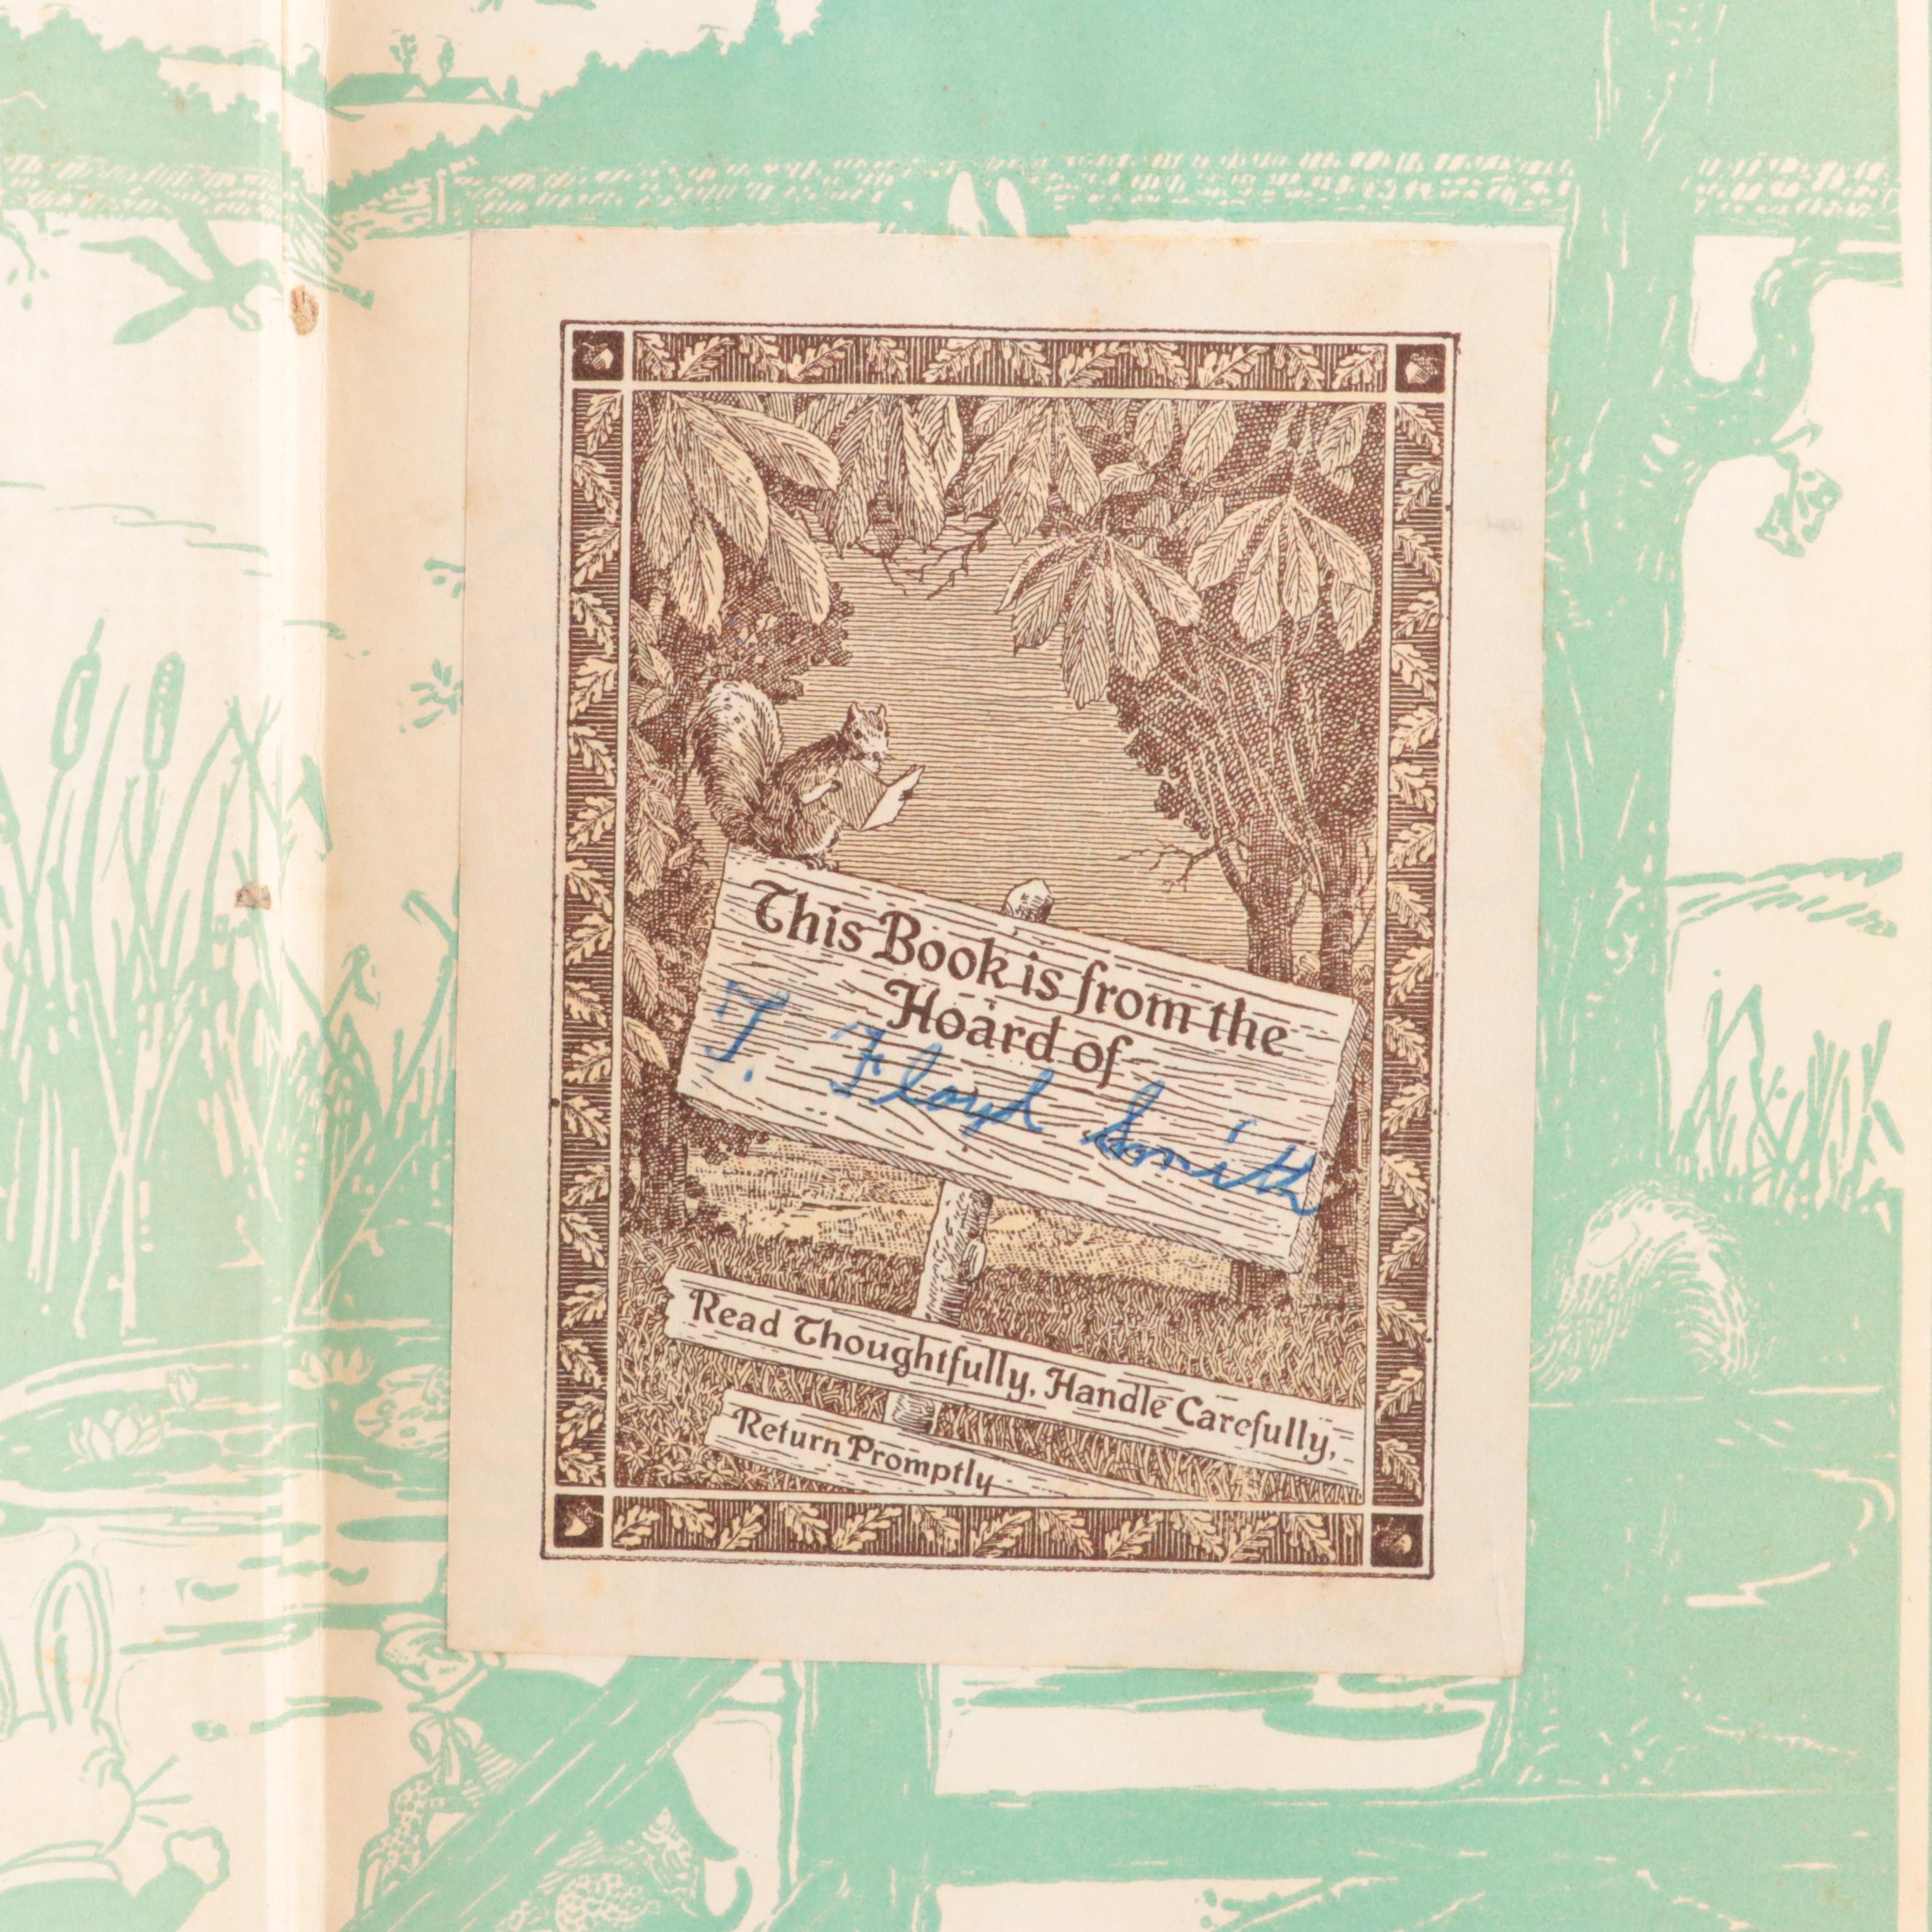 This Book is from the
Hoard of
T. Floyd Smith
Read Thoughtfully, Handle Carefully,
Return Promptly